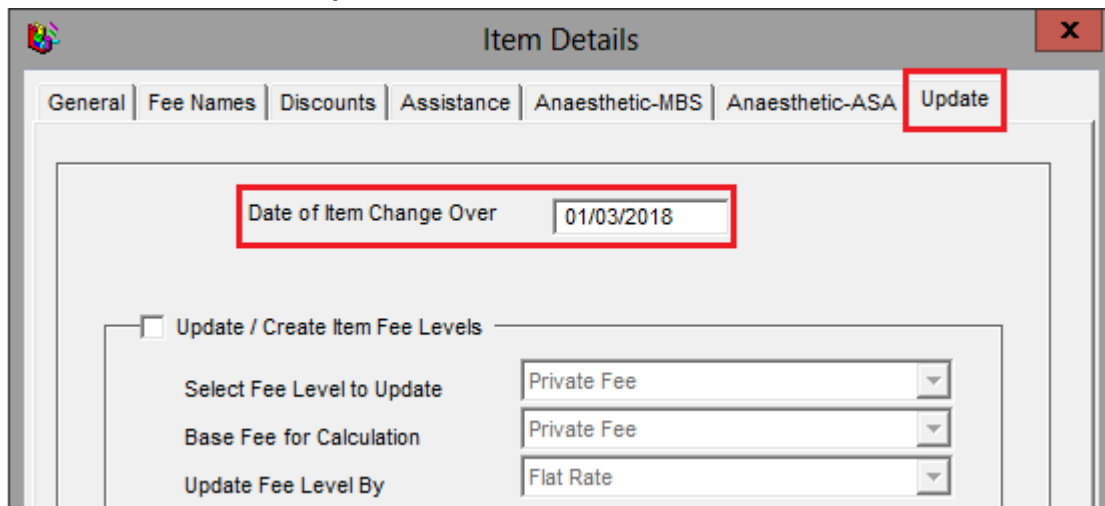 Item Details
x
General Fee Names Discounts Assistance Anaesthetic-MBS Anaesthetic-ASA Update
Date of Item Change Over 01/03/2018
Update / Create Item Fee Levels
Select Fee Level to Update Private Fee
Base Fee for Calculation Private Fee
Update Fee Level By Flat Rate